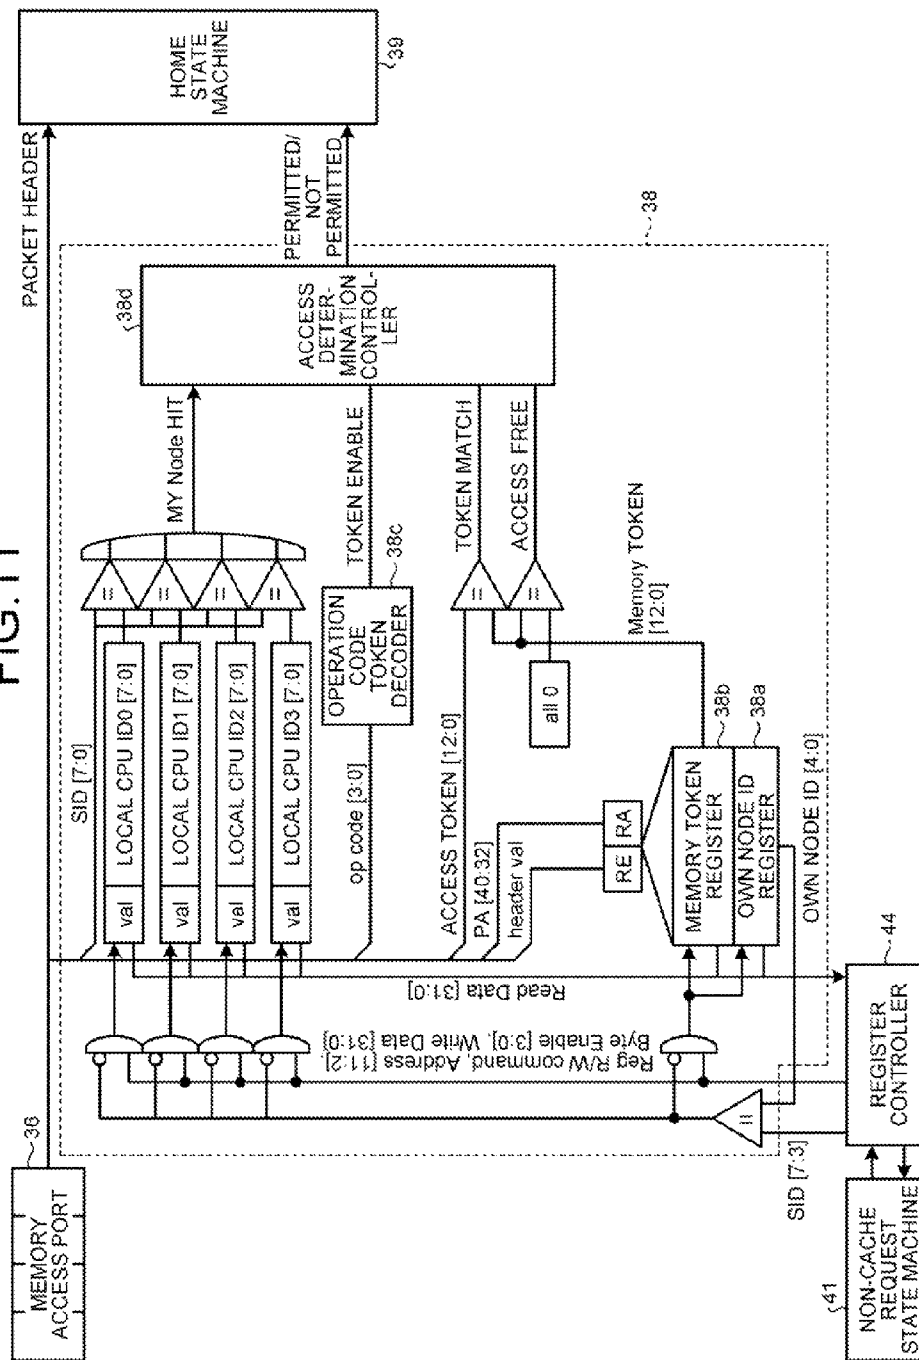 FIG.11
MEMORY
ACCESS PORT
36
PACKET HEADER
HOME
STATE
MACHINE
39
38
SID [7:0]
val
LOCAL CPU ID0 [7:0]
val
LOCAL CPU ID1 [7:0]
val
LOCAL CPU ID2 [7:0]
val
LOCAL CPU ID3 [7:0]
=
=
=
=
MY Node HIT
38d
ACCESS
DETER-
MINATION
CONTROL-
LER
PERMITTED/
NOT
PERMITTED
op code [3:0]
OPERATION
CODE
TOKEN
DECODER
38c
TOKEN ENABLE
ACCESS TOKEN [12:0]
PA [40:32]
header val
=
=
TOKEN MATCH
ACCESS FREE
all 0
Memory TOKEN
[12:0]
RE
RA
MEMORY TOKEN
REGISTER
38b
OWN NODE ID
REGISTER
38a
OWN NODE ID [4:0]
Read Data [31:0]
Reg R/W command, Address [11:2],
Byte Enable [3:0], Write Data [31:0]
=
SID [7:3]
41
NON-CACHE
REQUEST
STATE MACHINE
REGISTER
CONTROLLER
44